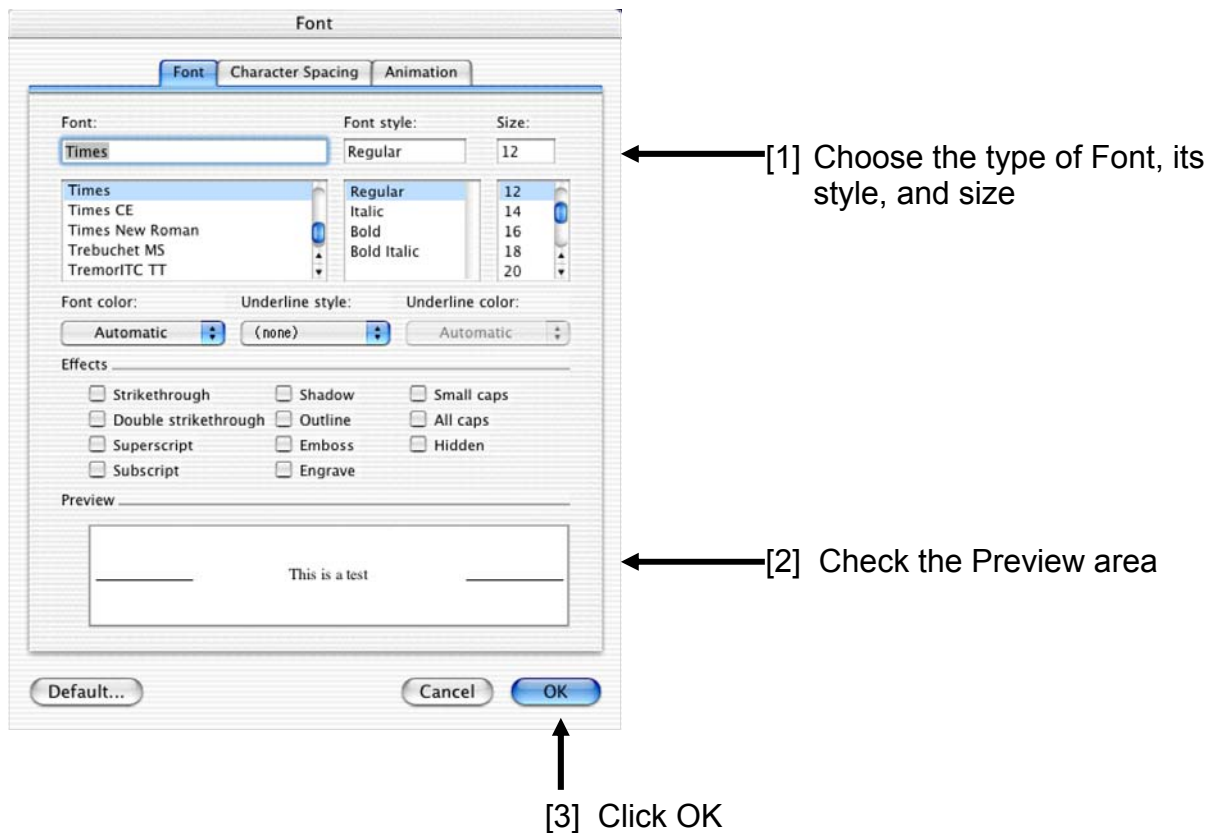 Font
Font Character Spacing Animation
Font: Font style: Size:
Times Regular 12
[1] Choose the type of Font, its
style, and size
Times Regular 12
Times CE Italic 14
Times New Roman Bold 16
Trebuchet MS Bold Italic 18
TremorITC TT 20
Font color: Underline style: Underline color:
Automatic (none) Automatic
Effects
Strikethrough Shadow Small caps
Double strikethrough Outline All caps
Superscript Emboss Hidden
Subscript Engrave
Preview
This is a test
[2] Check the Preview area
Default... Cancel OK
[3] Click OK